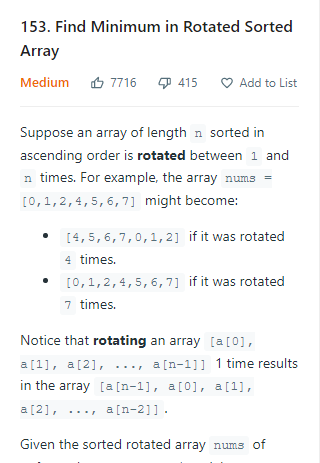 153. Find Minimum in Rotated Sorted
Array
Medium 7716 415 Add to List
Suppose an array of length n sorted in
ascending order is rotated between 1 and
n times. For example, the array nums =
[0,1,2,4,5,6,7] might become:
• [4,5,6,7,0,1,2] if it was rotated
4 times.
• [0,1,2,4,5,6,7] if it was rotated
7 times.
Notice that rotating an array [a[0],
a[1], a[2], ..., a[n-1]] 1 time results
in the array [a[n-1], a[0], a[1],
a[2], ..., a[n-2]].
Given the sorted rotated array nums of